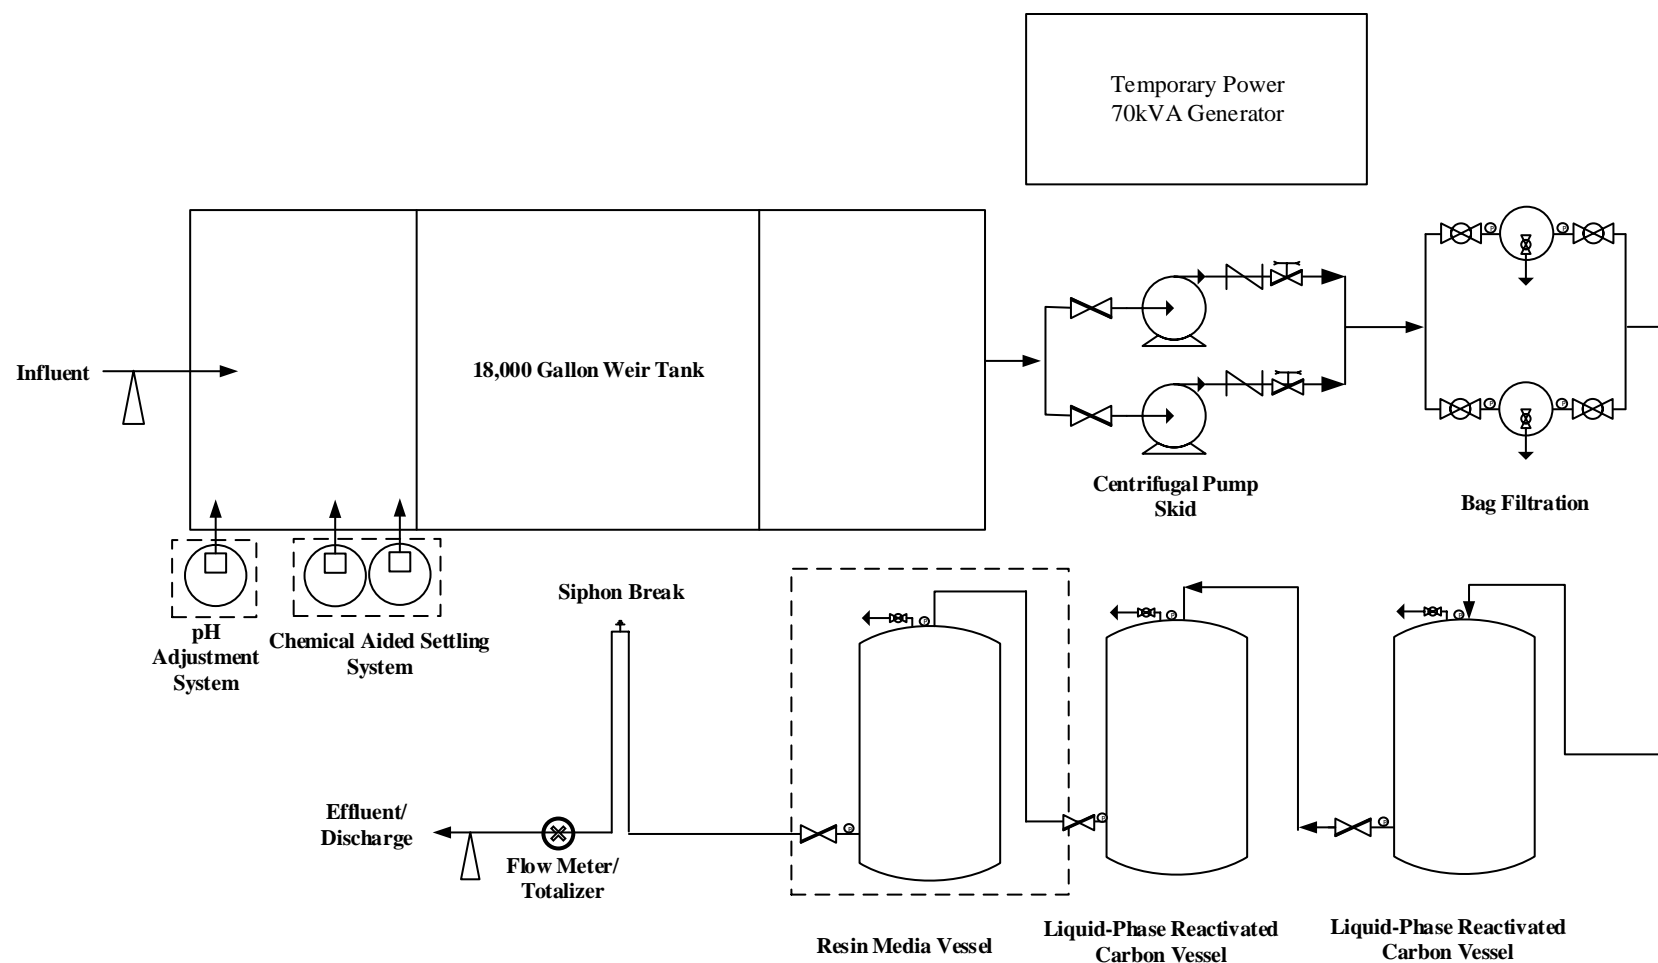 Temporary Power
70kVA Generator
Influent
18,000 Gallon Weir Tank
Centrifugal Pump
Skid
Bag Filtration
pH
Adjustment
System
Chemical Aided Settling
System
Siphon Break
Effluent/
Discharge
Flow Meter/
Totalizer
Resin Media Vessel
Liquid-Phase Reactivated
Carbon Vessel
Liquid-Phase Reactivated
Carbon Vessel
P
P
P
P
P
P
P
P
P
P